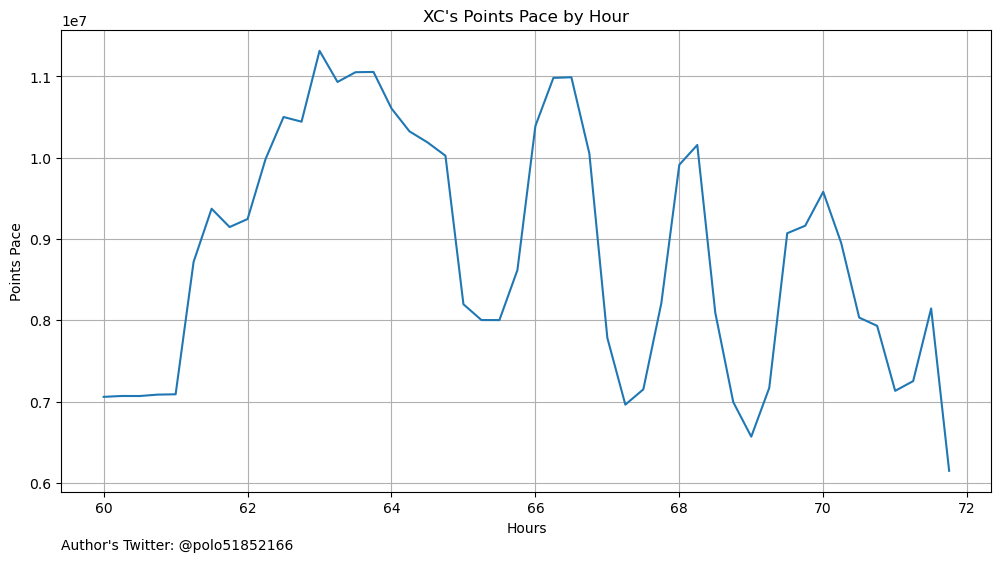 XC's Points Pace by Hour
1e7
1.1
1.0
0.9
0.8
0.7
0.6
Points Pace
60 62 64 66 68 70 72
Hours
Author's Twitter: @polo51852166